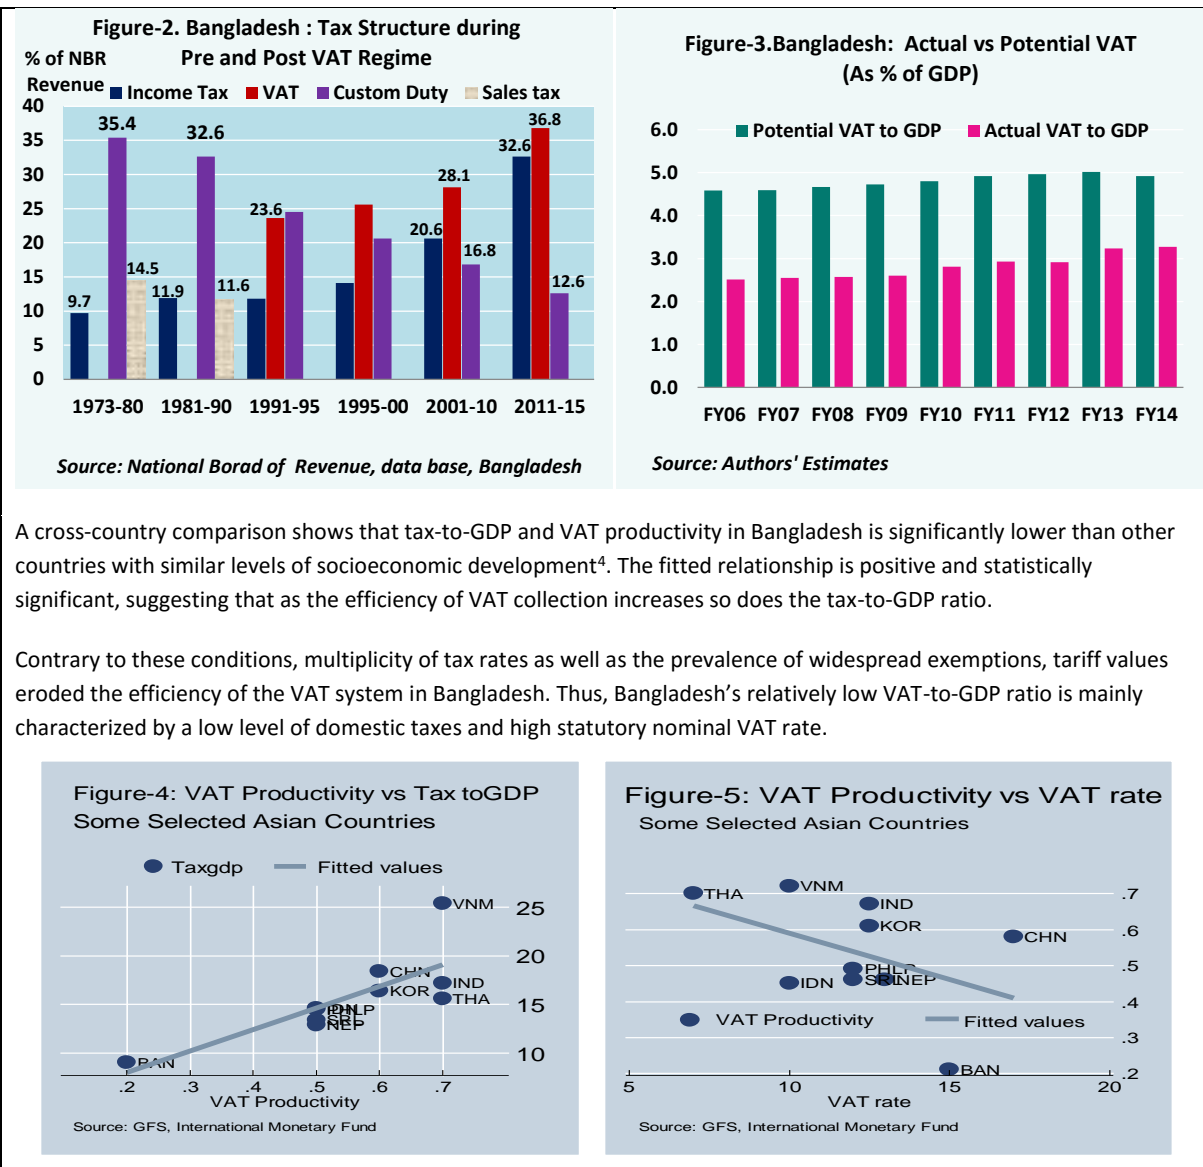 Figure-2. Bangladesh : Tax Structure during
Pre and Post VAT Regime
% of NBR
Revenue
Income Tax VAT Custom Duty Sales tax
40
35
30
25
20
15
10
5
0
9.7
35.4
14.5
11.9
32.6
11.6
23.6
20.6
28.1
16.8
32.6
36.8
12.6
1973-80 1981-90 1991-95 1995-00 2001-10 2011-15
Source: National Borad of Revenue, data base, Bangladesh
Figure-3.Bangladesh: Actual vs Potential VAT
(As % of GDP)
Potential VAT to GDP Actual VAT to GDP
6.0
5.0
4.0
3.0
2.0
1.0
0.0
FY06 FY07 FY08 FY09 FY10 FY11 FY12 FY13 FY14
Source: Authors' Estimates
A cross-country comparison shows that tax-to-GDP and VAT productivity in Bangladesh is significantly lower than other
countries with similar levels of socioeconomic development⁴. The fitted relationship is positive and statistically
significant, suggesting that as the efficiency of VAT collection increases so does the tax-to-GDP ratio.
Contrary to these conditions, multiplicity of tax rates as well as the prevalence of widespread exemptions, tariff values
eroded the efficiency of the VAT system in Bangladesh. Thus, Bangladesh's relatively low VAT-to-GDP ratio is mainly
characterized by a low level of domestic taxes and high statutory nominal VAT rate.
Figure-4: VAT Productivity vs Tax toGDP
Some Selected Asian Countries
Taxgdp Fitted values
VNM
25
20
CHN
IND
KOR
THA
15
IDN
PHLP
SRL
NEP
10
BAN
.2 .3 .4 .5 .6 .7
VAT Productivity
Source: GFS, International Monetary Fund
Figure-5: VAT Productivity vs VAT rate
Some Selected Asian Countries
THA
VNM
.7
IND
KOR
.6
CHN
PHLP
.5
IDN
SRL
NEP
.4
VAT Productivity Fitted values
.3
BAN
.2
5 10 15 20
VAT rate
Source: GFS, International Monetary Fund